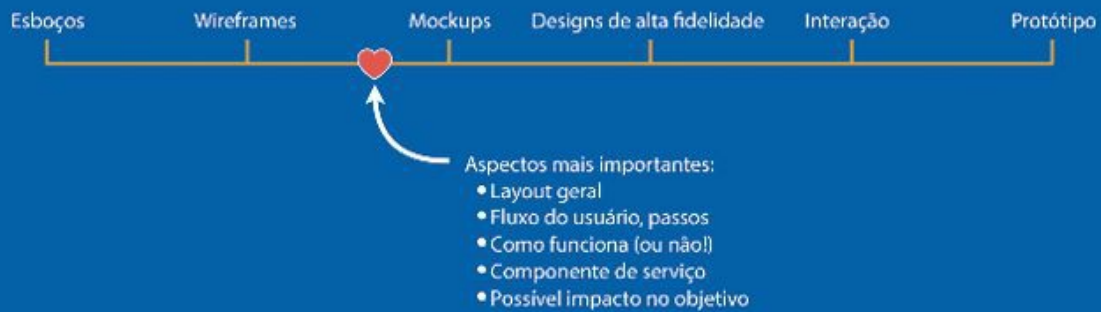 Esboços Wireframes Mockups Designs de alta fidelidade Interação Protótipo
Aspectos mais importantes:
• Layout geral
• Fluxo do usuário, passos
• Como funciona (ou não!)
• Componente de serviço
• Possível impacto no objetivo